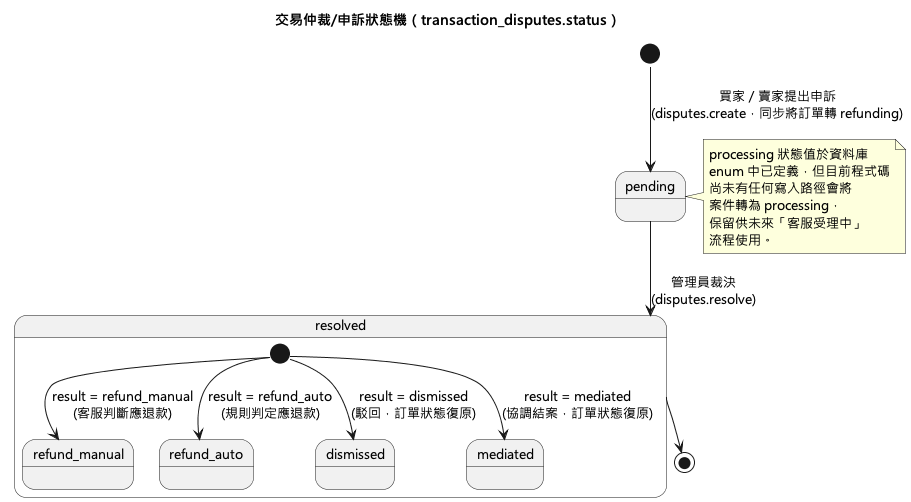 交易仲裁/申訴狀態機（transaction_disputes.status）
買家 / 賣家提出申訴
(disputes.create，同步將訂單轉 refunding)
processing 狀態值於資料庫
enum 中已定義，但目前程式碼
尚未有任何寫入路徑會將
案件轉為 processing，
保留供未來「客服受理中」
流程使用。
pending
管理員裁決
(disputes.resolve)
resolved
result = refund_manual
(客服判斷應退款)
result = refund_auto
(規則判定應退款)
result = dismissed
(駁回，訂單狀態復原)
result = mediated
(協調結案，訂單狀態復原)
refund_manual
refund_auto
dismissed
mediated